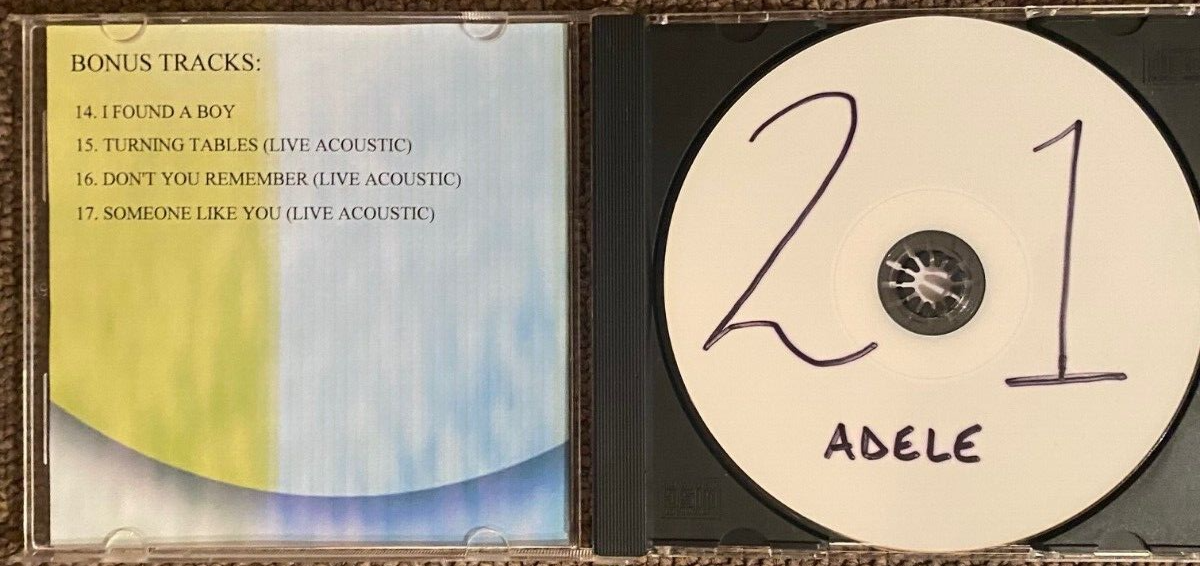 BONUS TRACKS:
14. I FOUND A BOY
15. TURNING TABLES (LIVE ACOUSTIC)
16. DON'T YOU REMEMBER (LIVE ACOUSTIC)
17. SOMEONE LIKE YOU (LIVE ACOUSTIC)
21
ADELE